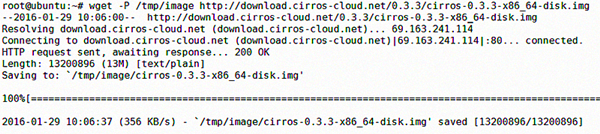 root@ubuntu:~# wget -P /tmp/image http://download.cirros-cloud.net/0.3.3/cirros-0.3.3-x86_64-disk.img
--2016-01-29 10:06:00--  http://download.cirros-cloud.net/0.3.3/cirros-0.3.3-x86_64-disk.img
Resolving download.cirros-cloud.net (download.cirros-cloud.net)... 69.163.241.114
Connecting to download.cirros-cloud.net (download.cirros-cloud.net)|69.163.241.114|:80... connected.
HTTP request sent, awaiting response... 200 OK
Length: 13200896 (13M) [text/plain]
Saving to: `/tmp/image/cirros-0.3.3-x86_64-disk.img'
100%[==============================================================================
2016-01-29 10:06:37 (356 KB/s) - `/tmp/image/cirros-0.3.3-x86_64-disk.img' saved [13200896/13200896]